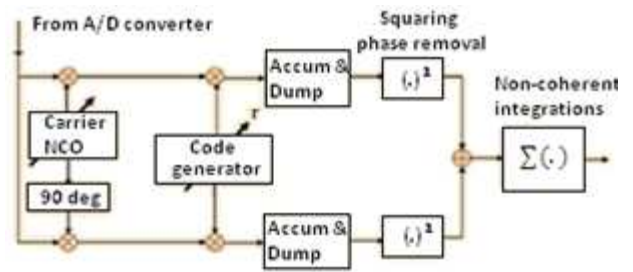 From A/D converter
Squaring
phase removal
Accum &
Dump
(.)²
Non-coherent
integrations
Carrier
NCO
τ
Code
generator
∑(.)
90 deg
Accum &
Dump
(.)²